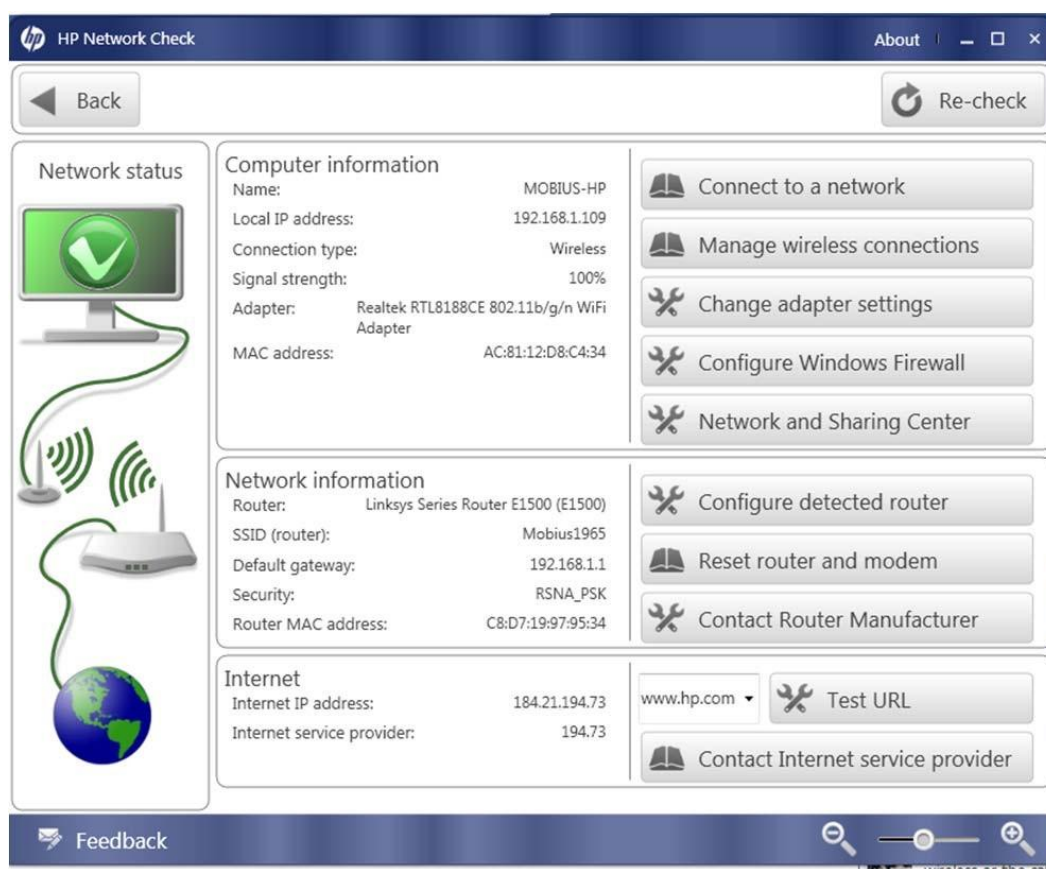 hp HP Network Check About
Back Re-check
Network status
Computer information
Name: MOBIUS-HP
Local IP address: 192.168.1.109
Connection type: Wireless
Signal strength: 100%
Adapter: Realtek RTL8188CE 802.11b/g/n WiFi
Adapter
MAC address: AC:81:12:D8:C4:34
Connect to a network
Manage wireless connections
Change adapter settings
Configure Windows Firewall
Network and Sharing Center
Network information
Router: Linksys Series Router E1500 (E1500)
SSID (router): Mobius1965
Default gateway: 192.168.1.1
Security: RSNA_PSK
Router MAC address: C8:D7:19:97:95:34
Configure detected router
Reset router and modem
Contact Router Manufacturer
Internet
Internet IP address: 184.21.194.73
Internet service provider: 194.73
www.hp.com Test URL
Contact Internet service provider
Feedback